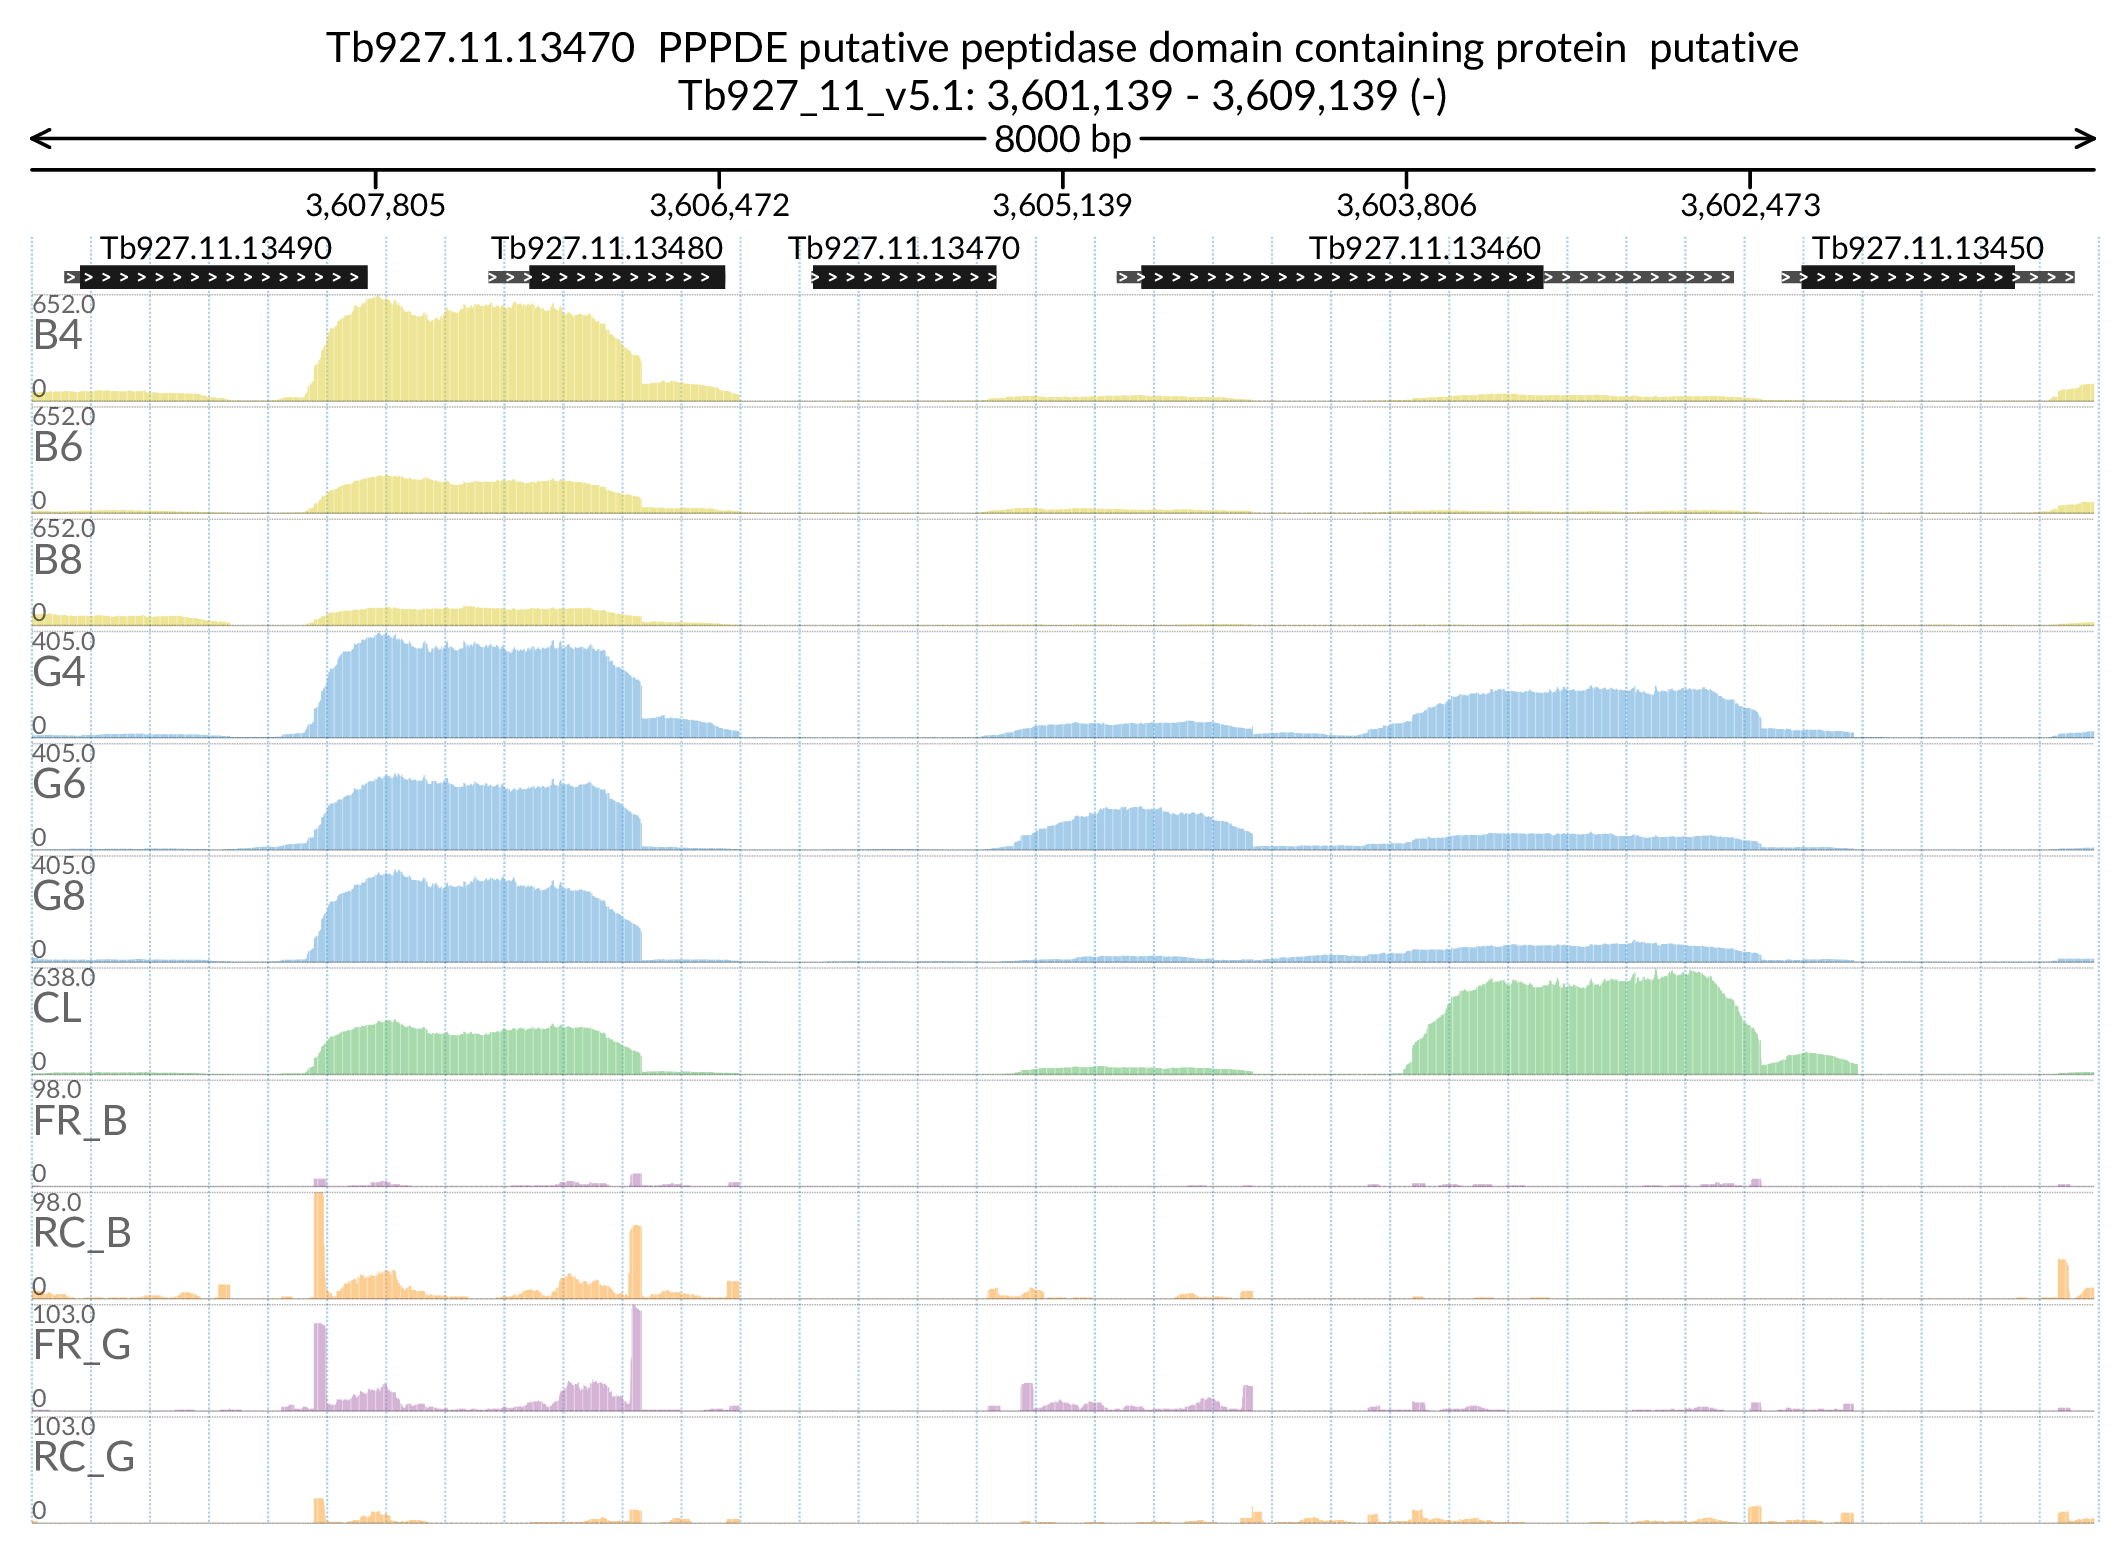 Tb927.11.13470  PPPDE putative peptidase domain containing protein  putative
Tb927_11_v5.1: 3,601,139 - 3,609,139 (-)
8000 bp
3,607,805 3,606,472 3,605,139 3,603,806 3,602,473
Tb927.11.13490 Tb927.11.13480 Tb927.11.13470 Tb927.11.13460 Tb927.11.13450
652.0
B4
0
652.0
B6
0
652.0
B8
0
405.0
G4
0
405.0
G6
0
405.0
G8
0
638.0
CL
0
98.0
FR_B
0
98.0
RC_B
0
103.0
FR_G
0
103.0
RC_G
0